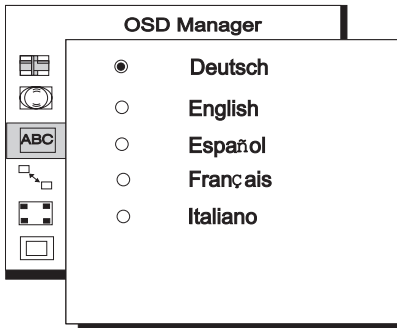 OSD Manager
Deutsch
English
ABC
Español
Français
Italiano